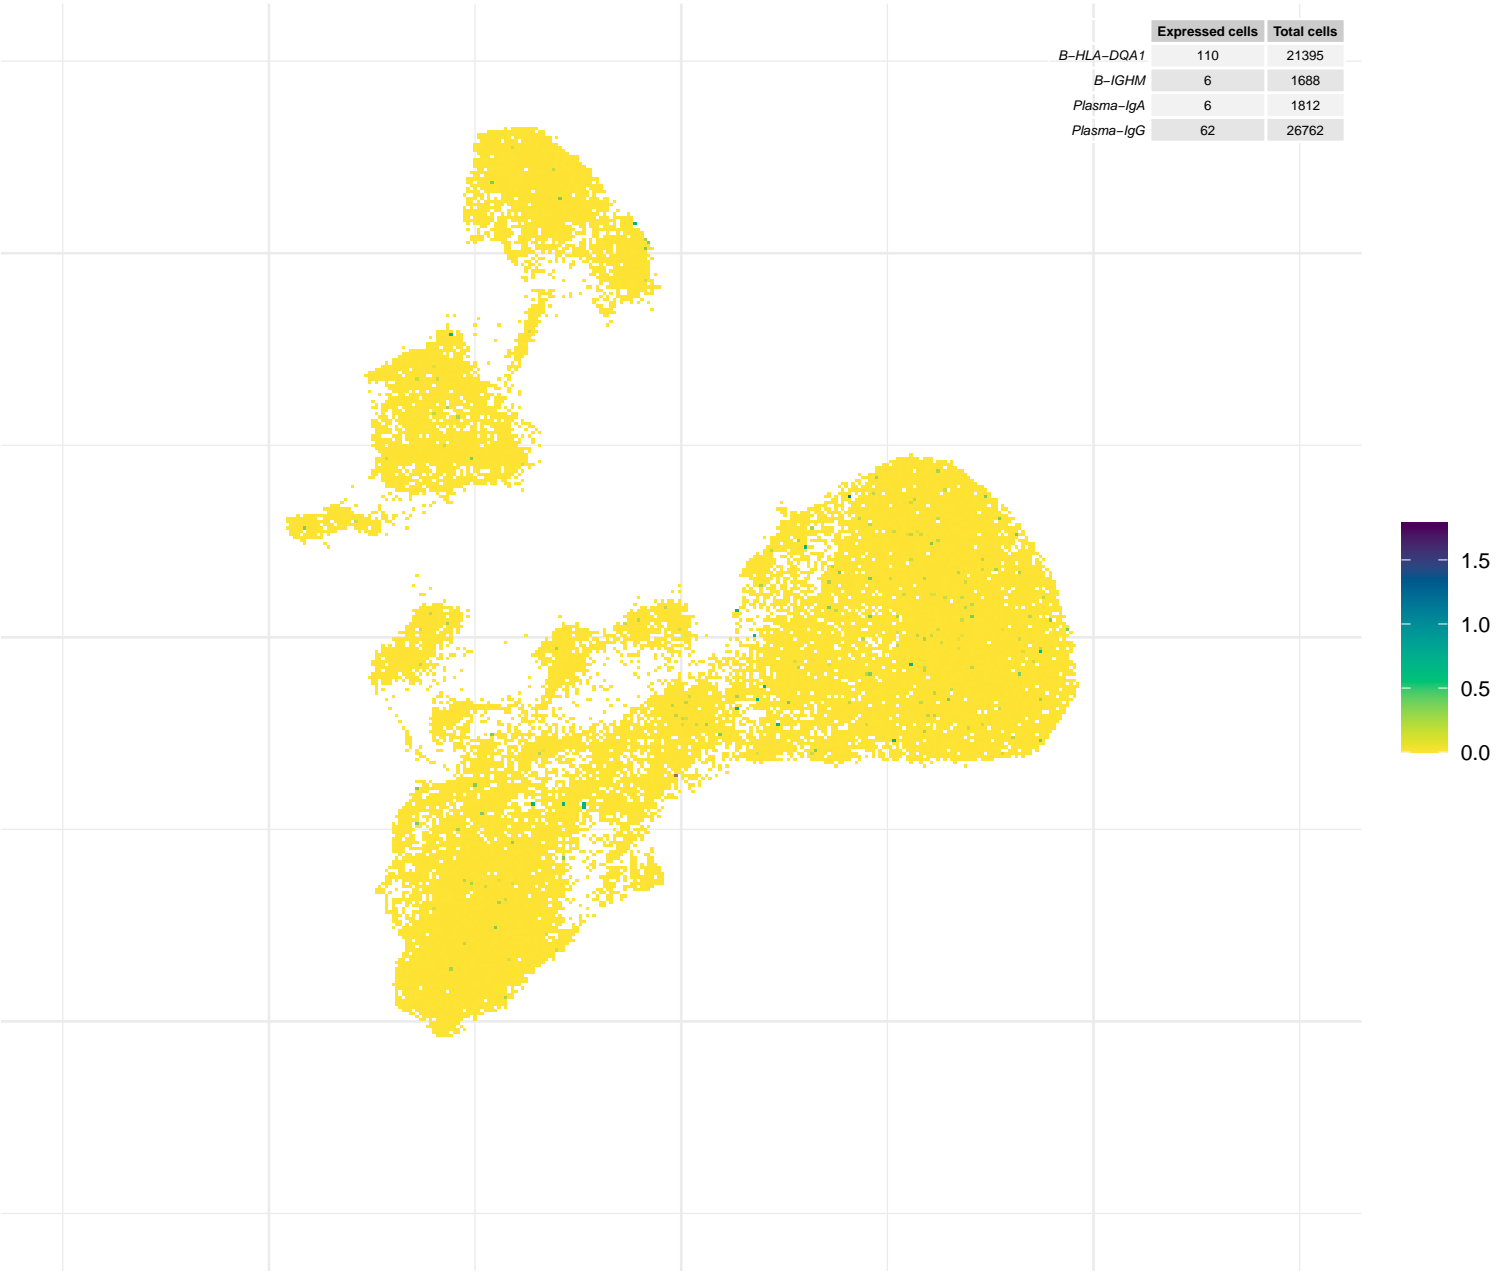 Expressed cells Total cells
B−HLA−DQA1 110 21395
B−IGHM 6 1688
Plasma−IgA 6 1812
Plasma−IgG 62 26762
1.5
1.0
0.5
0.0